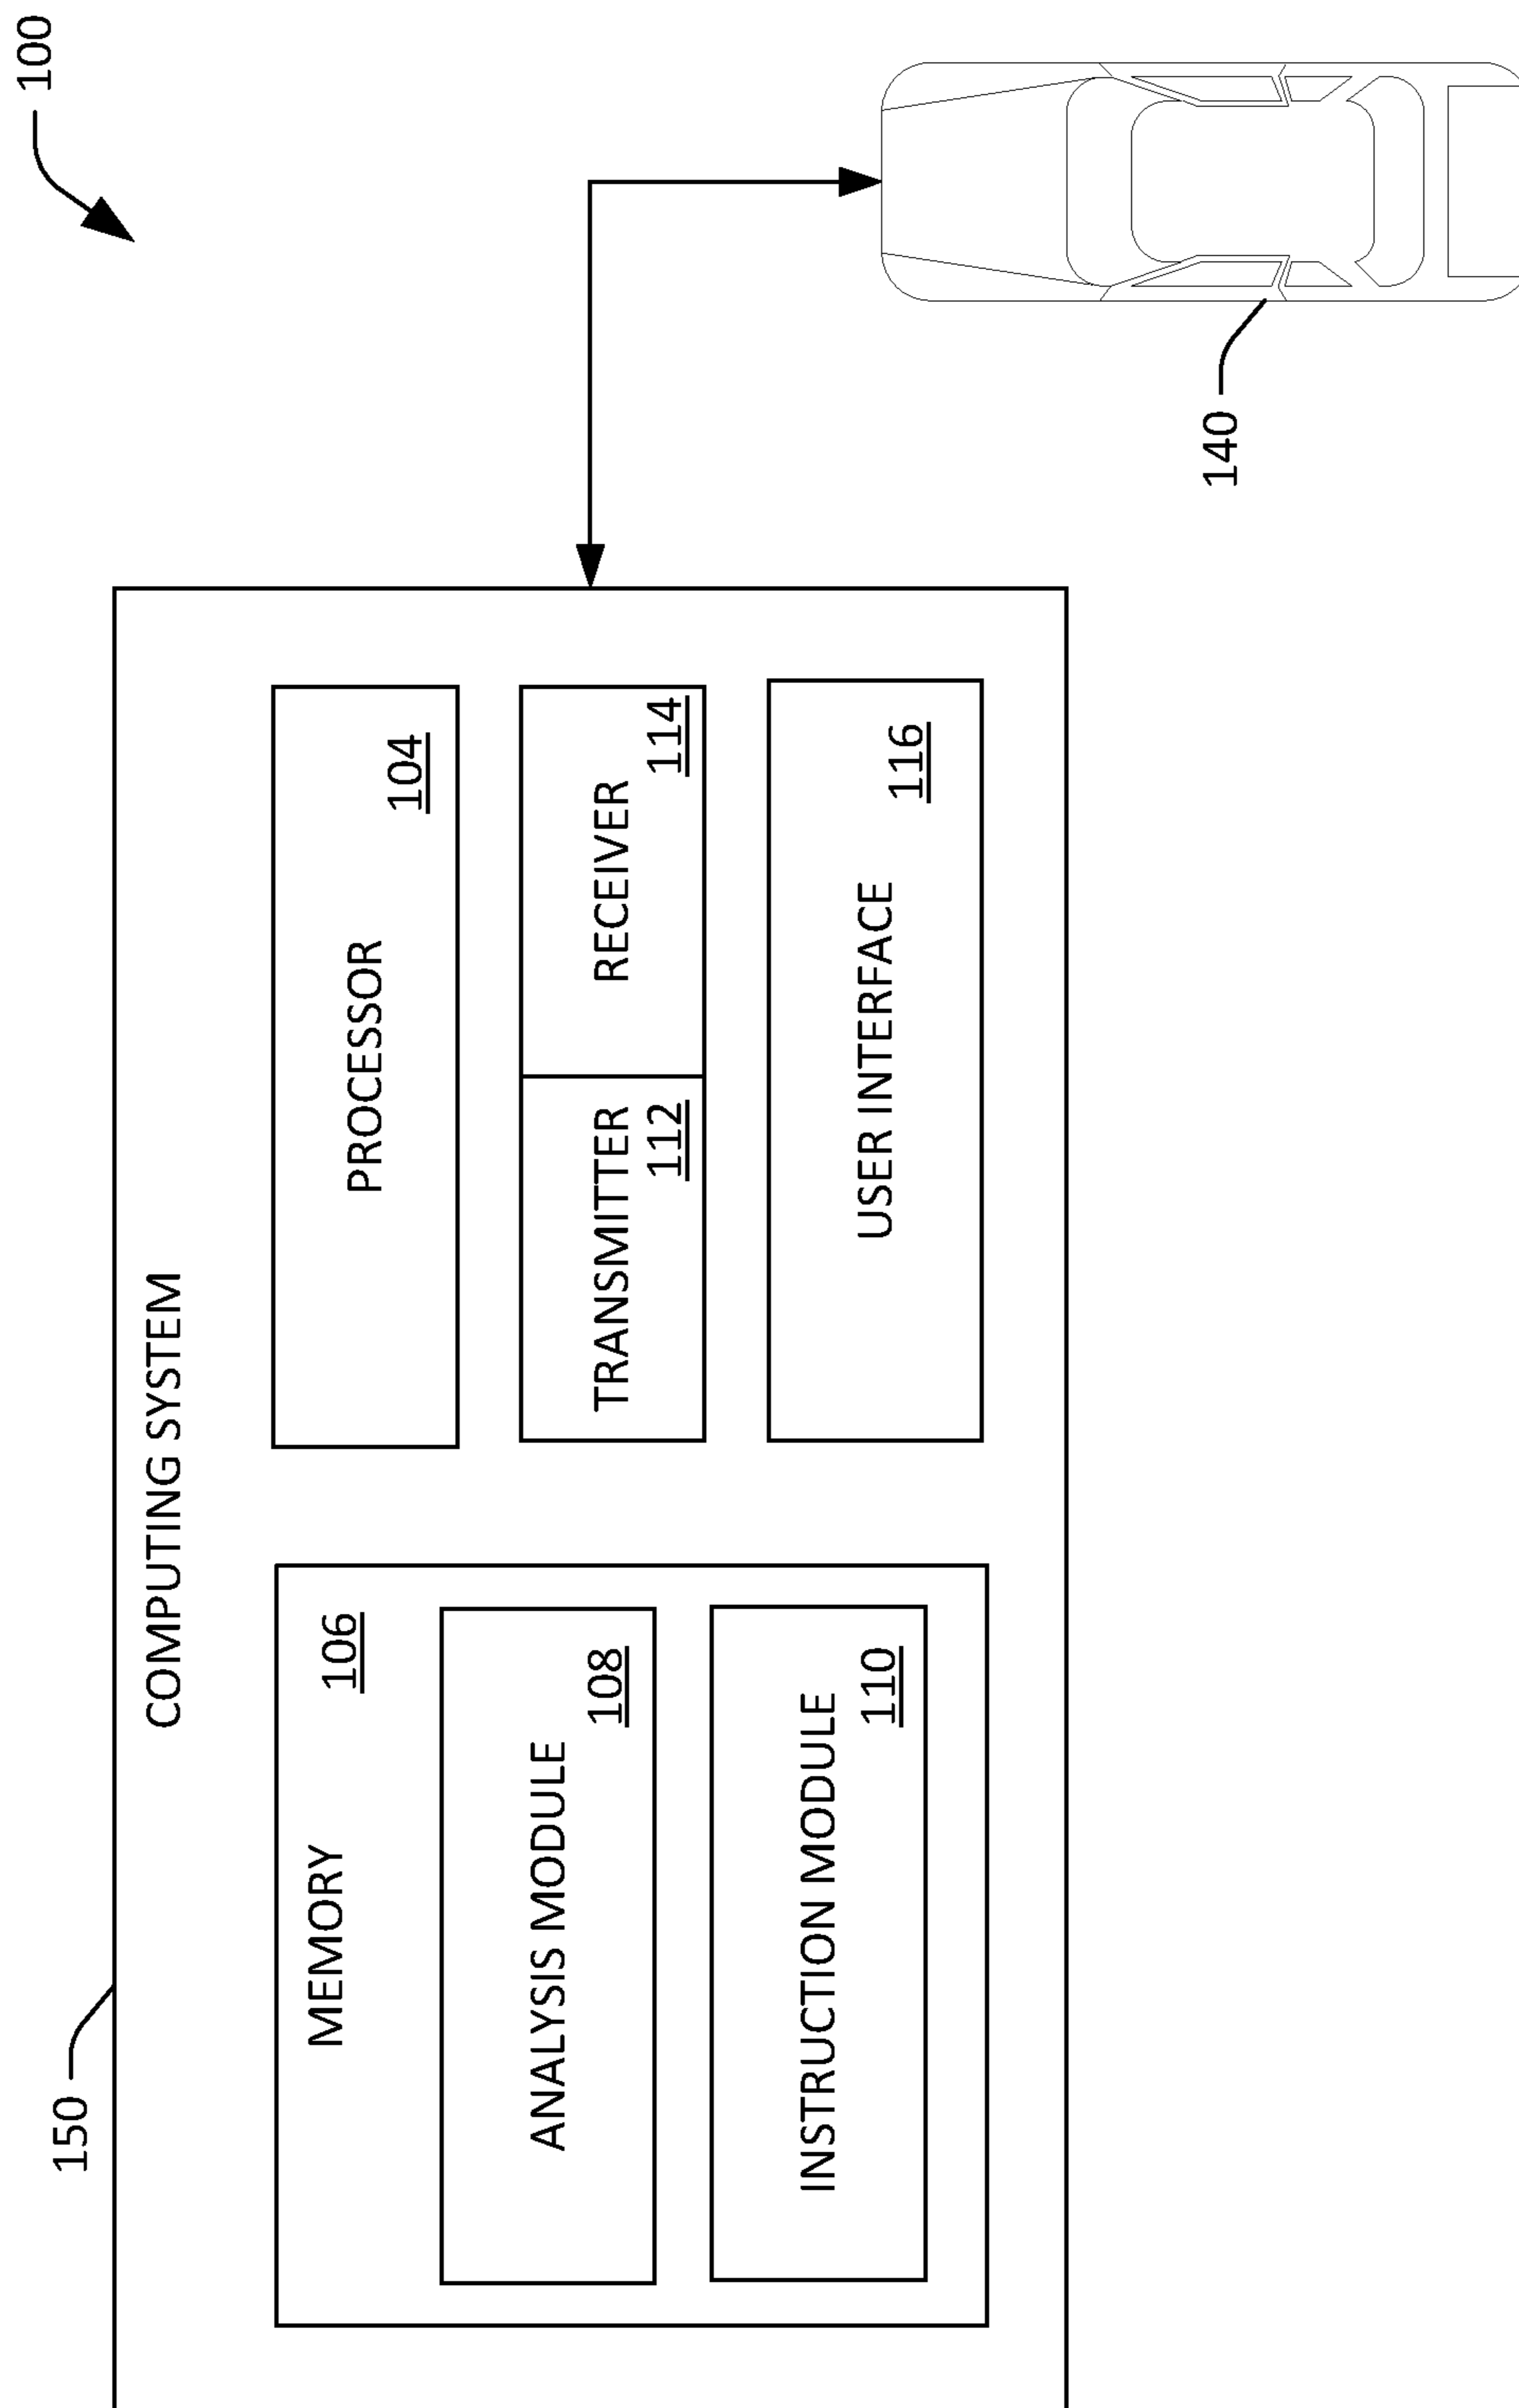 100
150
COMPUTING SYSTEM
MEMORY
106
ANALYSIS MODULE
108
INSTRUCTION MODULE
110
PROCESSOR
104
TRANSMITTER
112
RECEIVER
114
USER INTERFACE
116
140